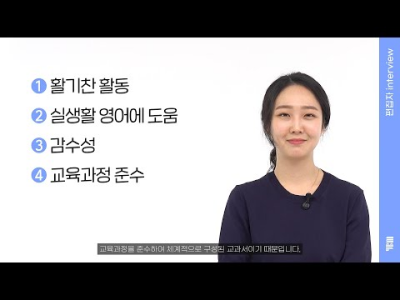 1 활기찬 활동
2 실생활 영어에 도움
3 감수성
4 교육과정 준수
편집자 interview
교육과정을 준수하여 체계적으로 구성된 교과서이기 때문입니다.